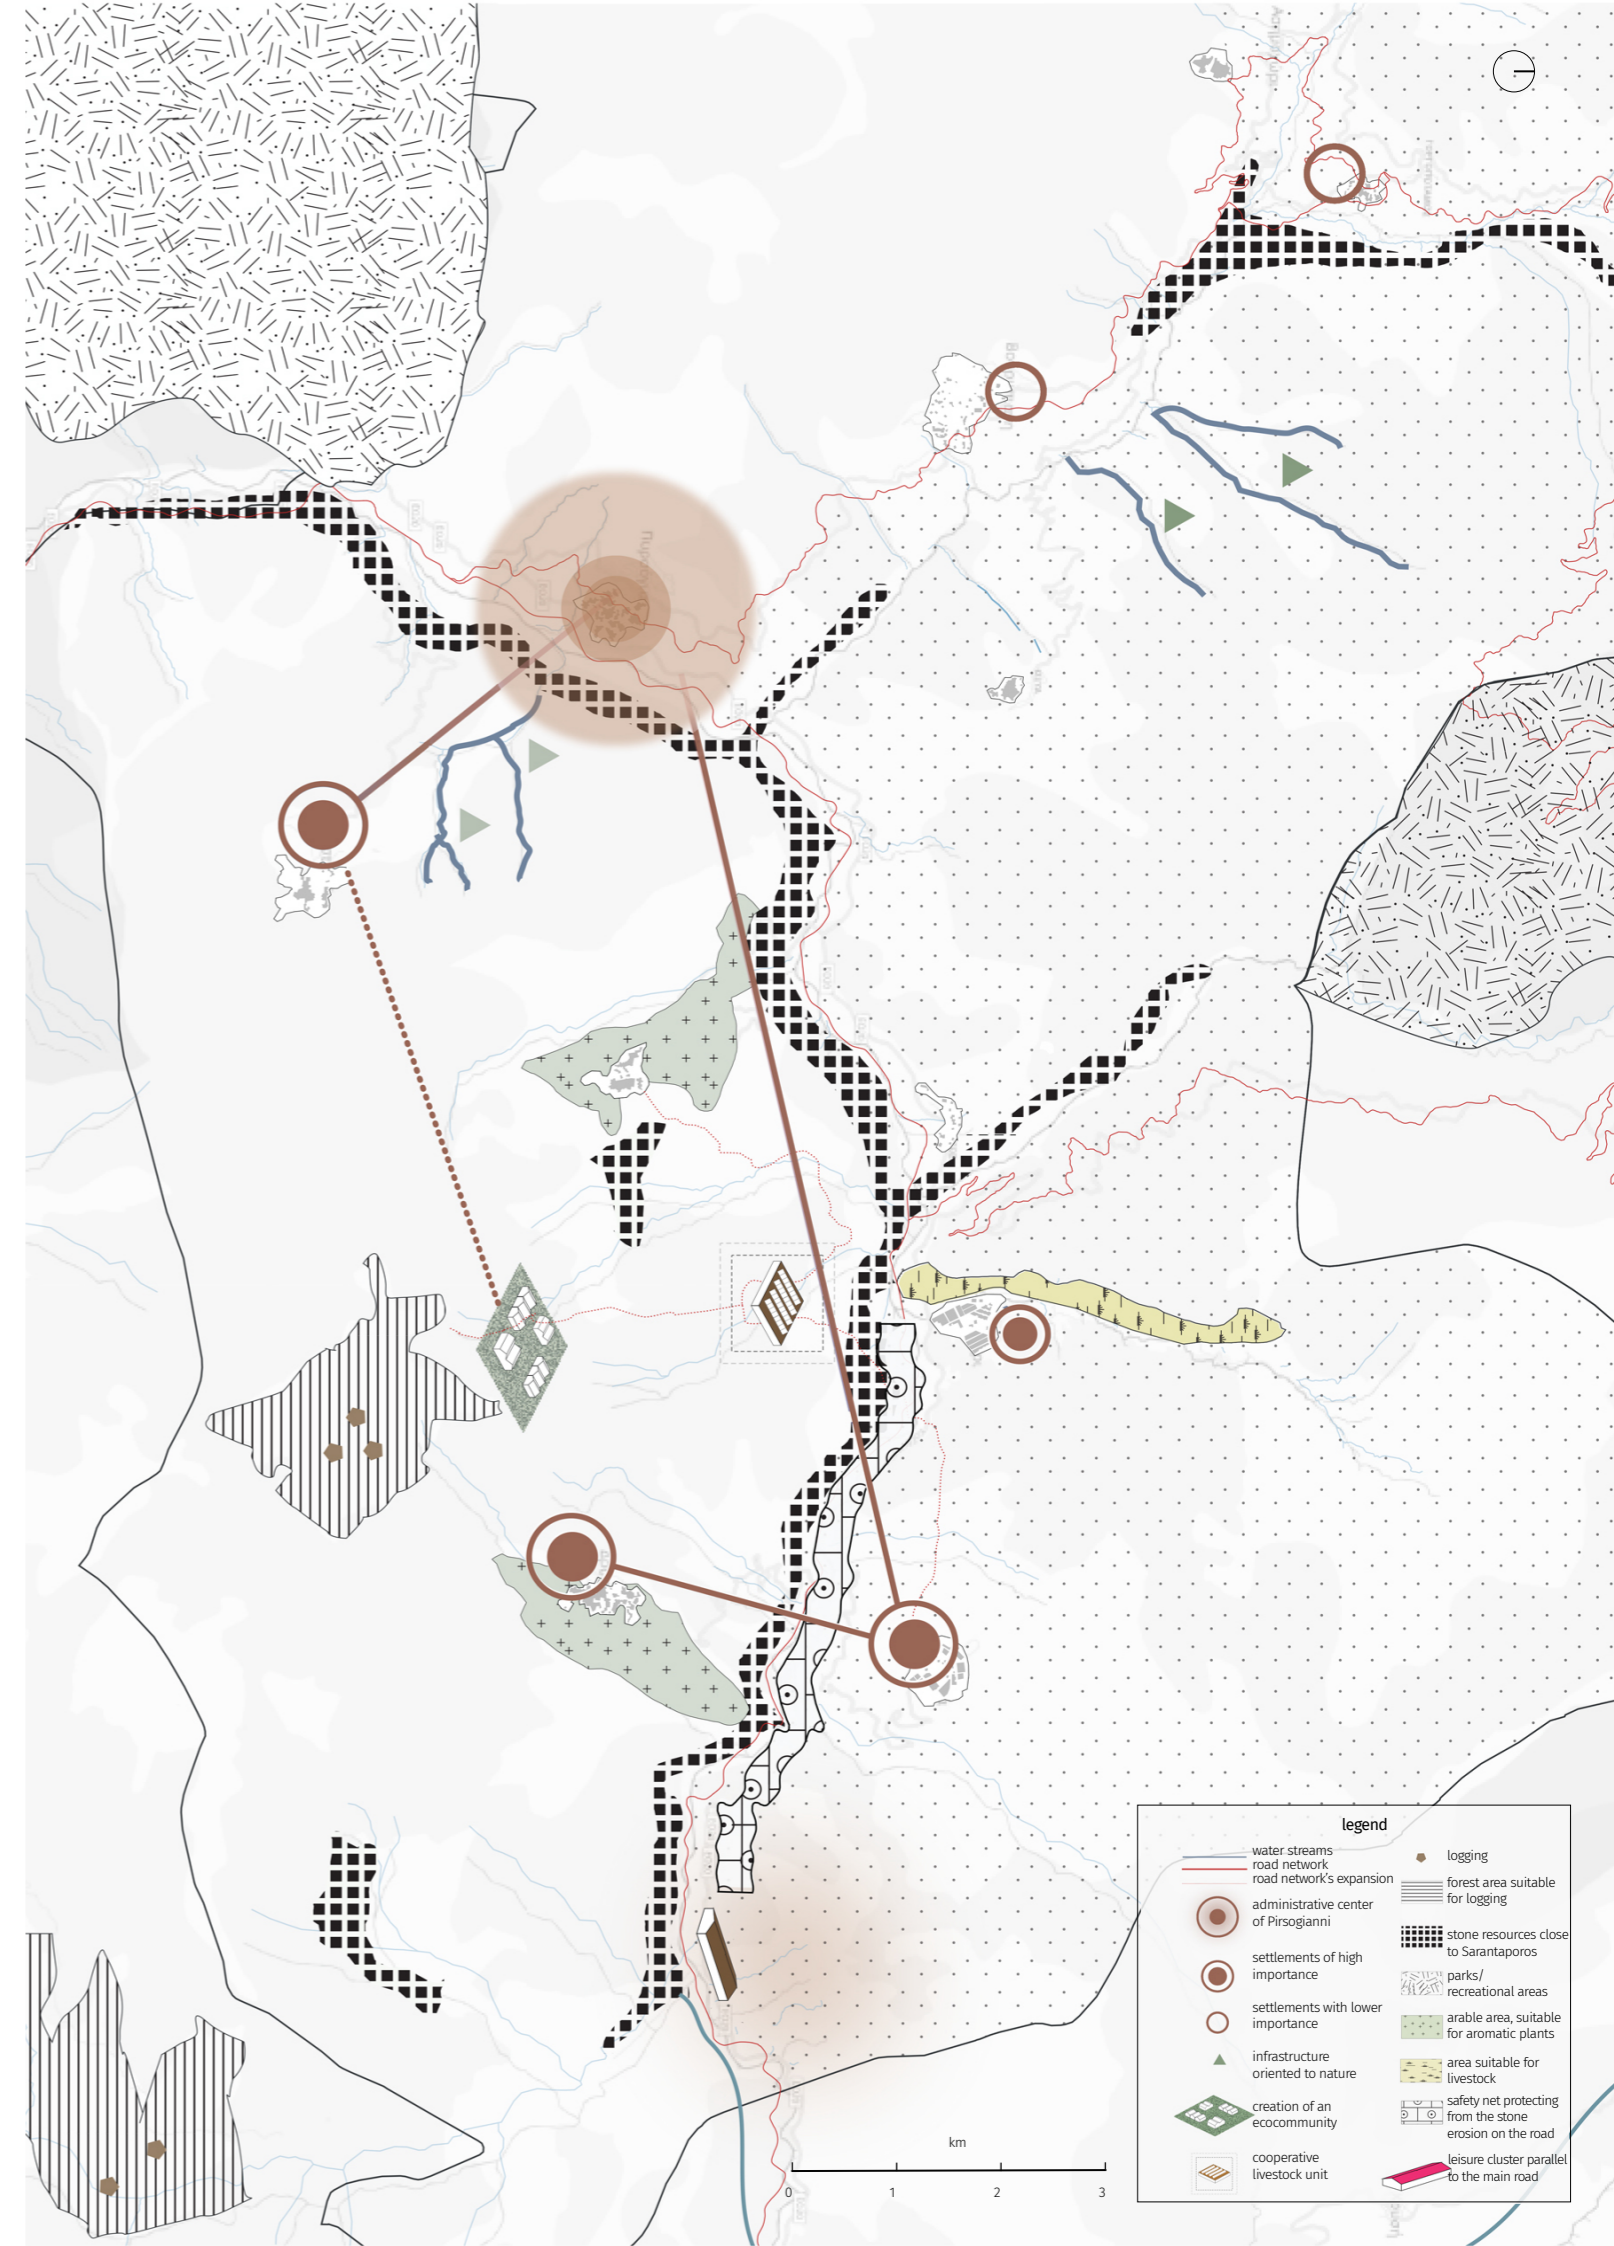 legend
water streams
road network
road network's expansion
administrative center
of Pirsogianni
settlements of high
importance
settlements with lower
importance
infrastructure
oriented to nature
creation of an
ecocommunity
cooperative
livestock unit
logging
forest area suitable
for logging
stone resources close
to Sarantaporos
parks/
recreational areas
arable area, suitable
for aromatic plants
area suitable for
livestock
safety net protecting
from the stone
erosion on the road
leisure cluster parallel
to the main road
km
0 1 2 3